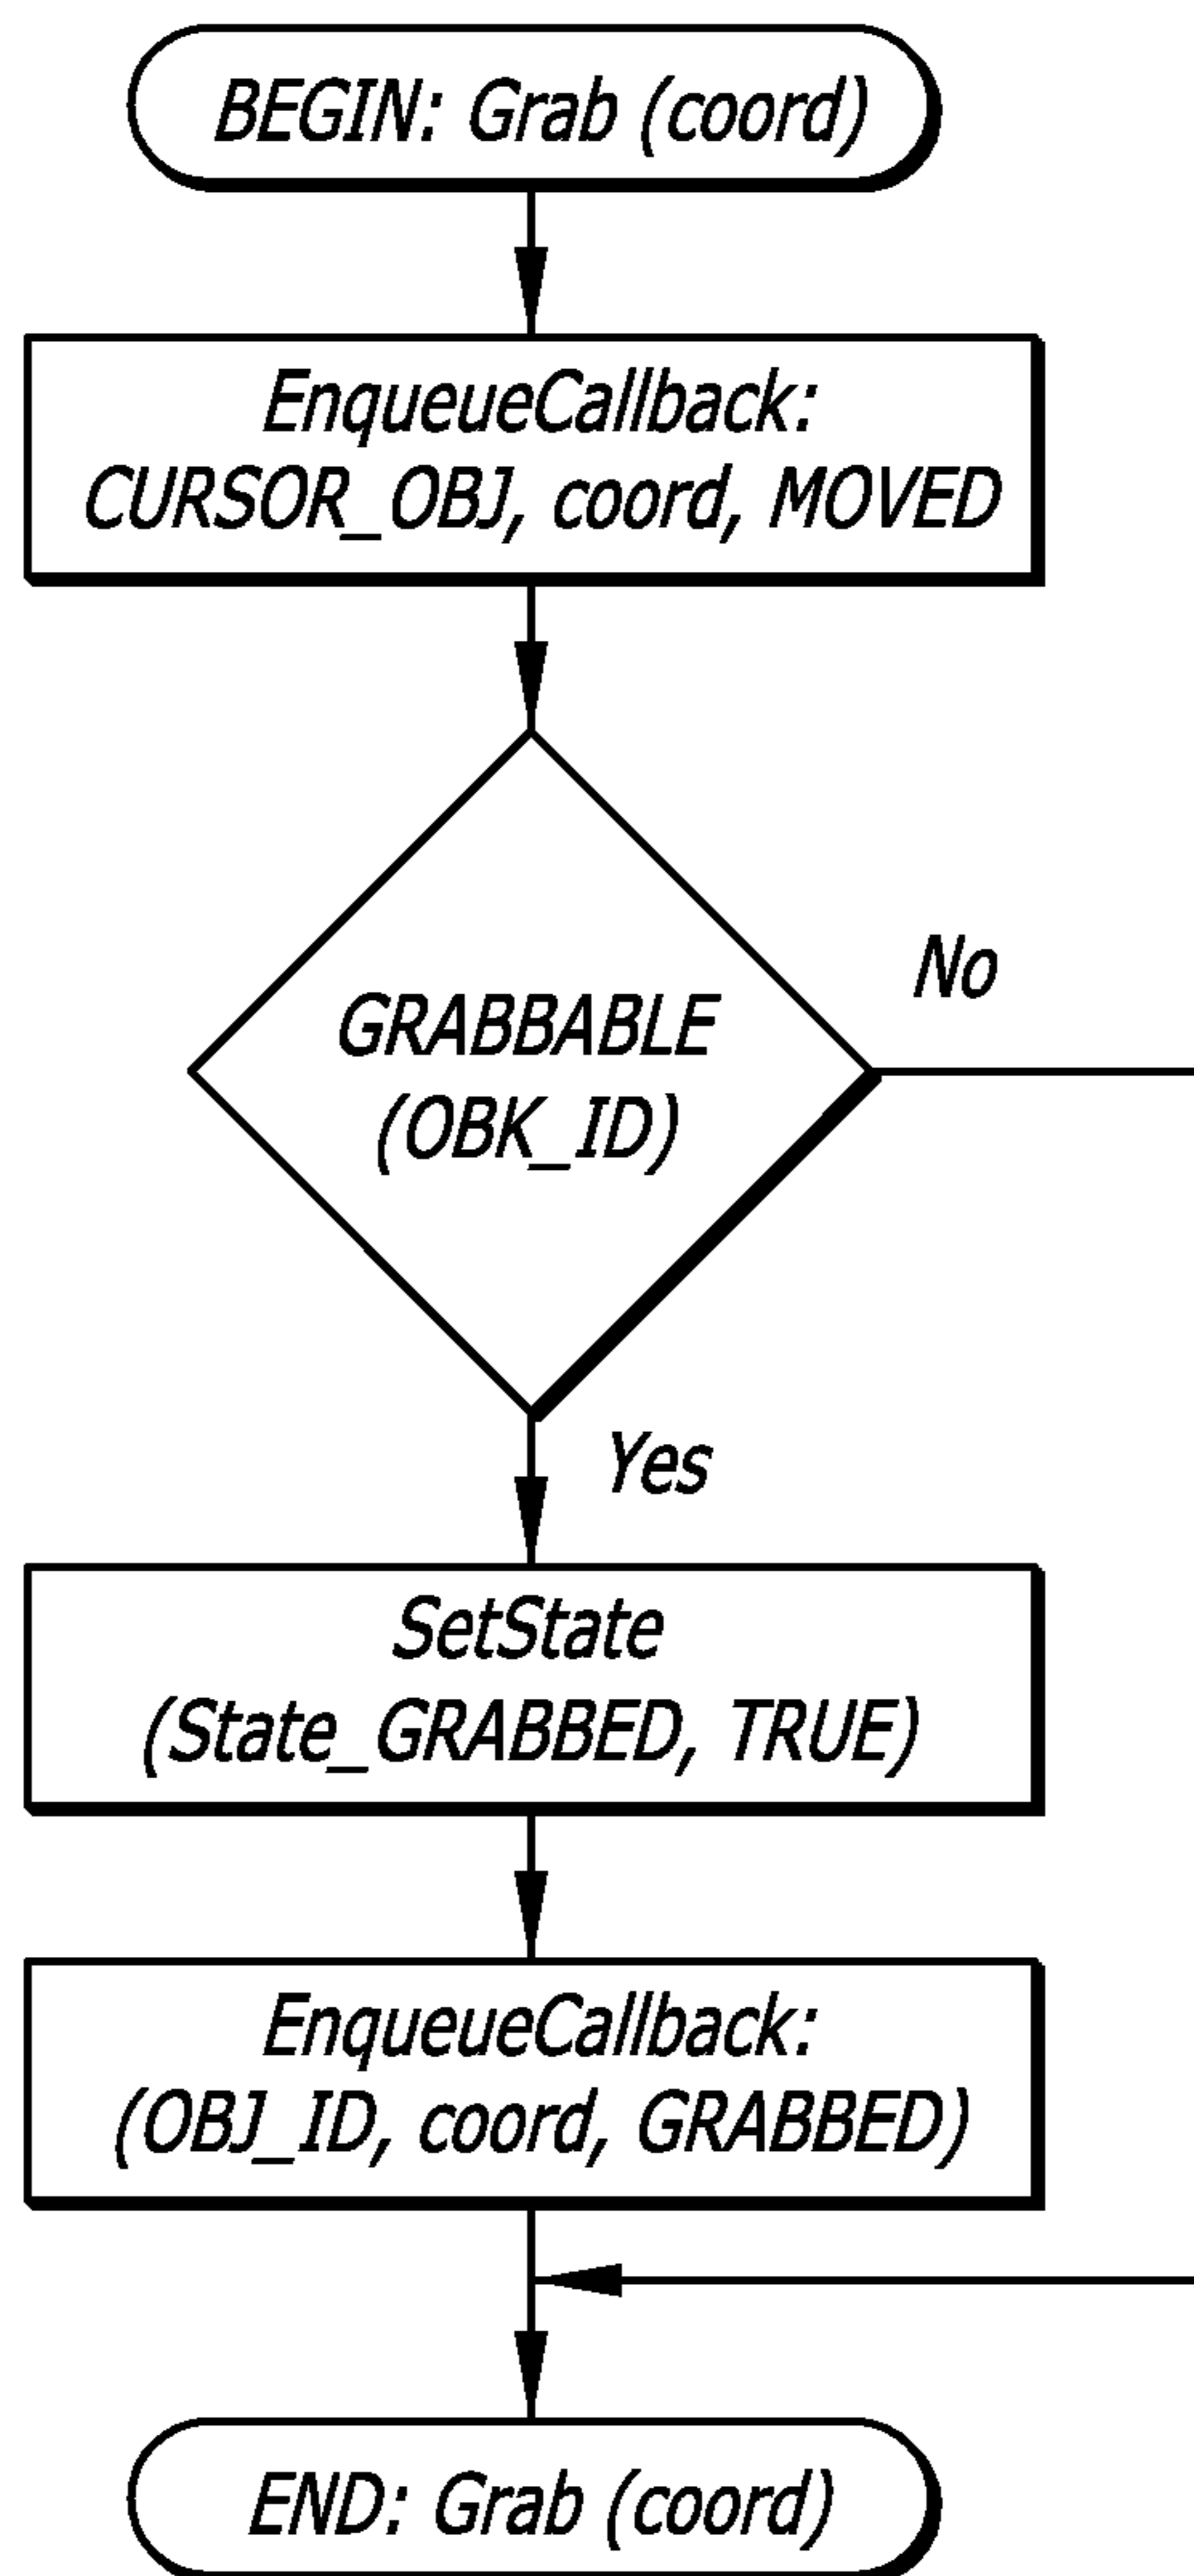 BEGIN: Grab (coord)
EnqueueCallback:
CURSOR_OBJ, coord, MOVED
GRABBABLE
(OBK_ID)
No
Yes
SetState
(State_GRABBED, TRUE)
EnqueueCallback:
(OBJ_ID, coord, GRABBED)
END: Grab (coord)